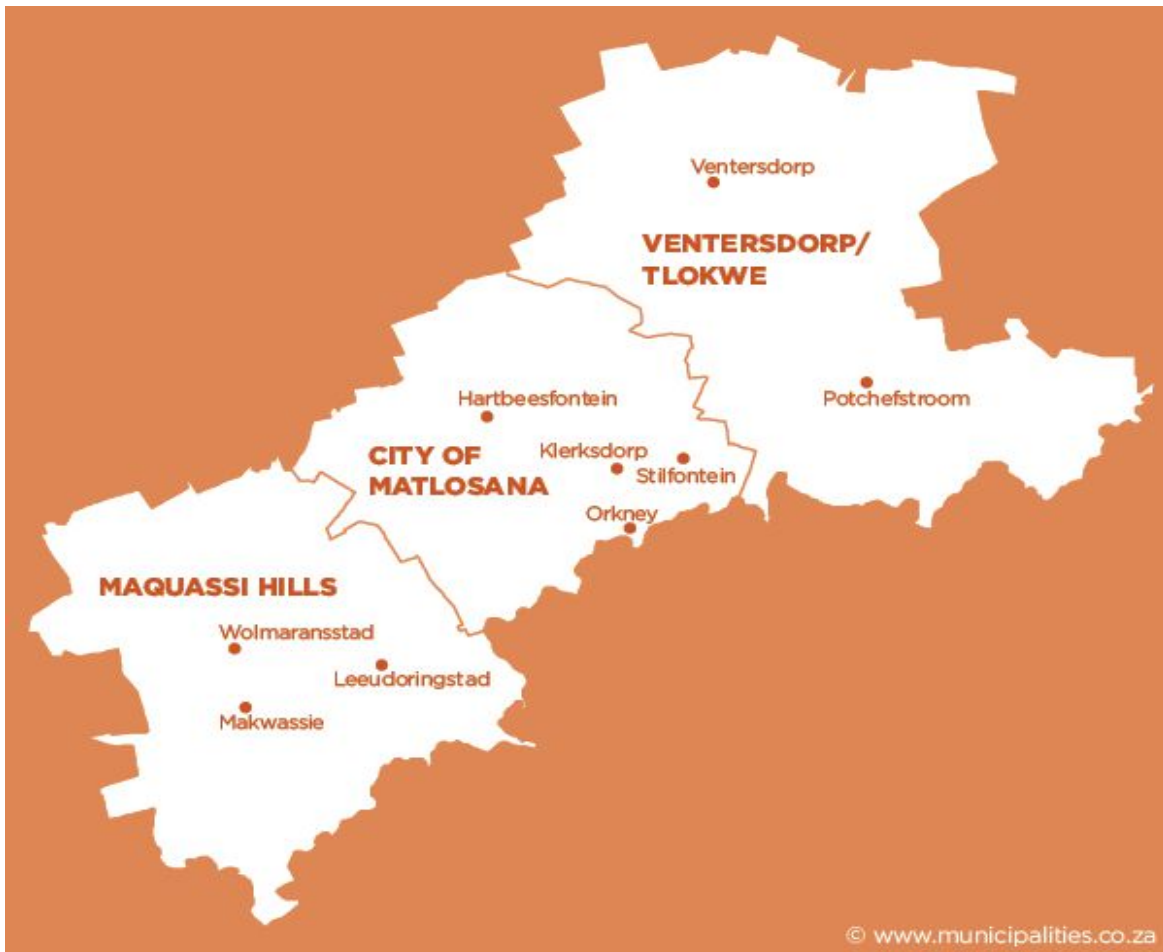 Ventersdorp
VENTERSDORP/
TLOKWE
Potchefstroom
Hartbeesfontein
CITY OF
MATLOSANA
Klerksdorp
Stilfontein
Orkney
MAQUASSI HILLS
Wolmaransstad
Leeudoringstad
Makwassie
© www.municipalities.co.za